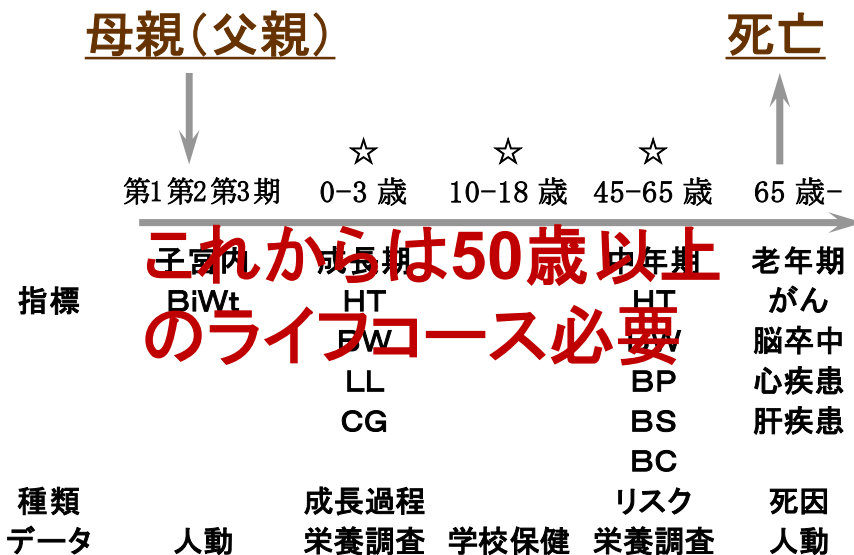 母親（父親）
死亡
☆ ☆ ☆
第1 第2 第3 期 0-3 歳 10-18 歳 45-65 歳 65 歳-
子宮内 成長期 中年期 老年期
これからは50歳以上
指標 BiWt HT HT がん
のライフコース必要
BW BW 脳卒中
LL BP 心疾患
CG BS 肝疾患
BC
種類 成長過程 リスク 死因
データ 人動 栄養調査 学校保健 栄養調査 人動